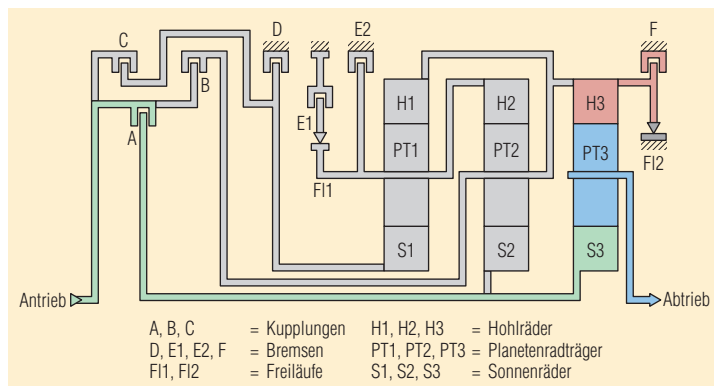 C
B
A
D
E1
E2
F
Fl1
Fl2
H1
H2
H3
PT1
PT2
PT3
S1
S2
S3
Antrieb
Abtrieb
A, B, C = Kupplungen H1, H2, H3 = Hohlräder
D, E1, E2, F = Bremsen PT1, PT2, PT3 = Planetenradträger
Fl1, Fl2 = Freiläufe S1, S2, S3 = Sonnenräder